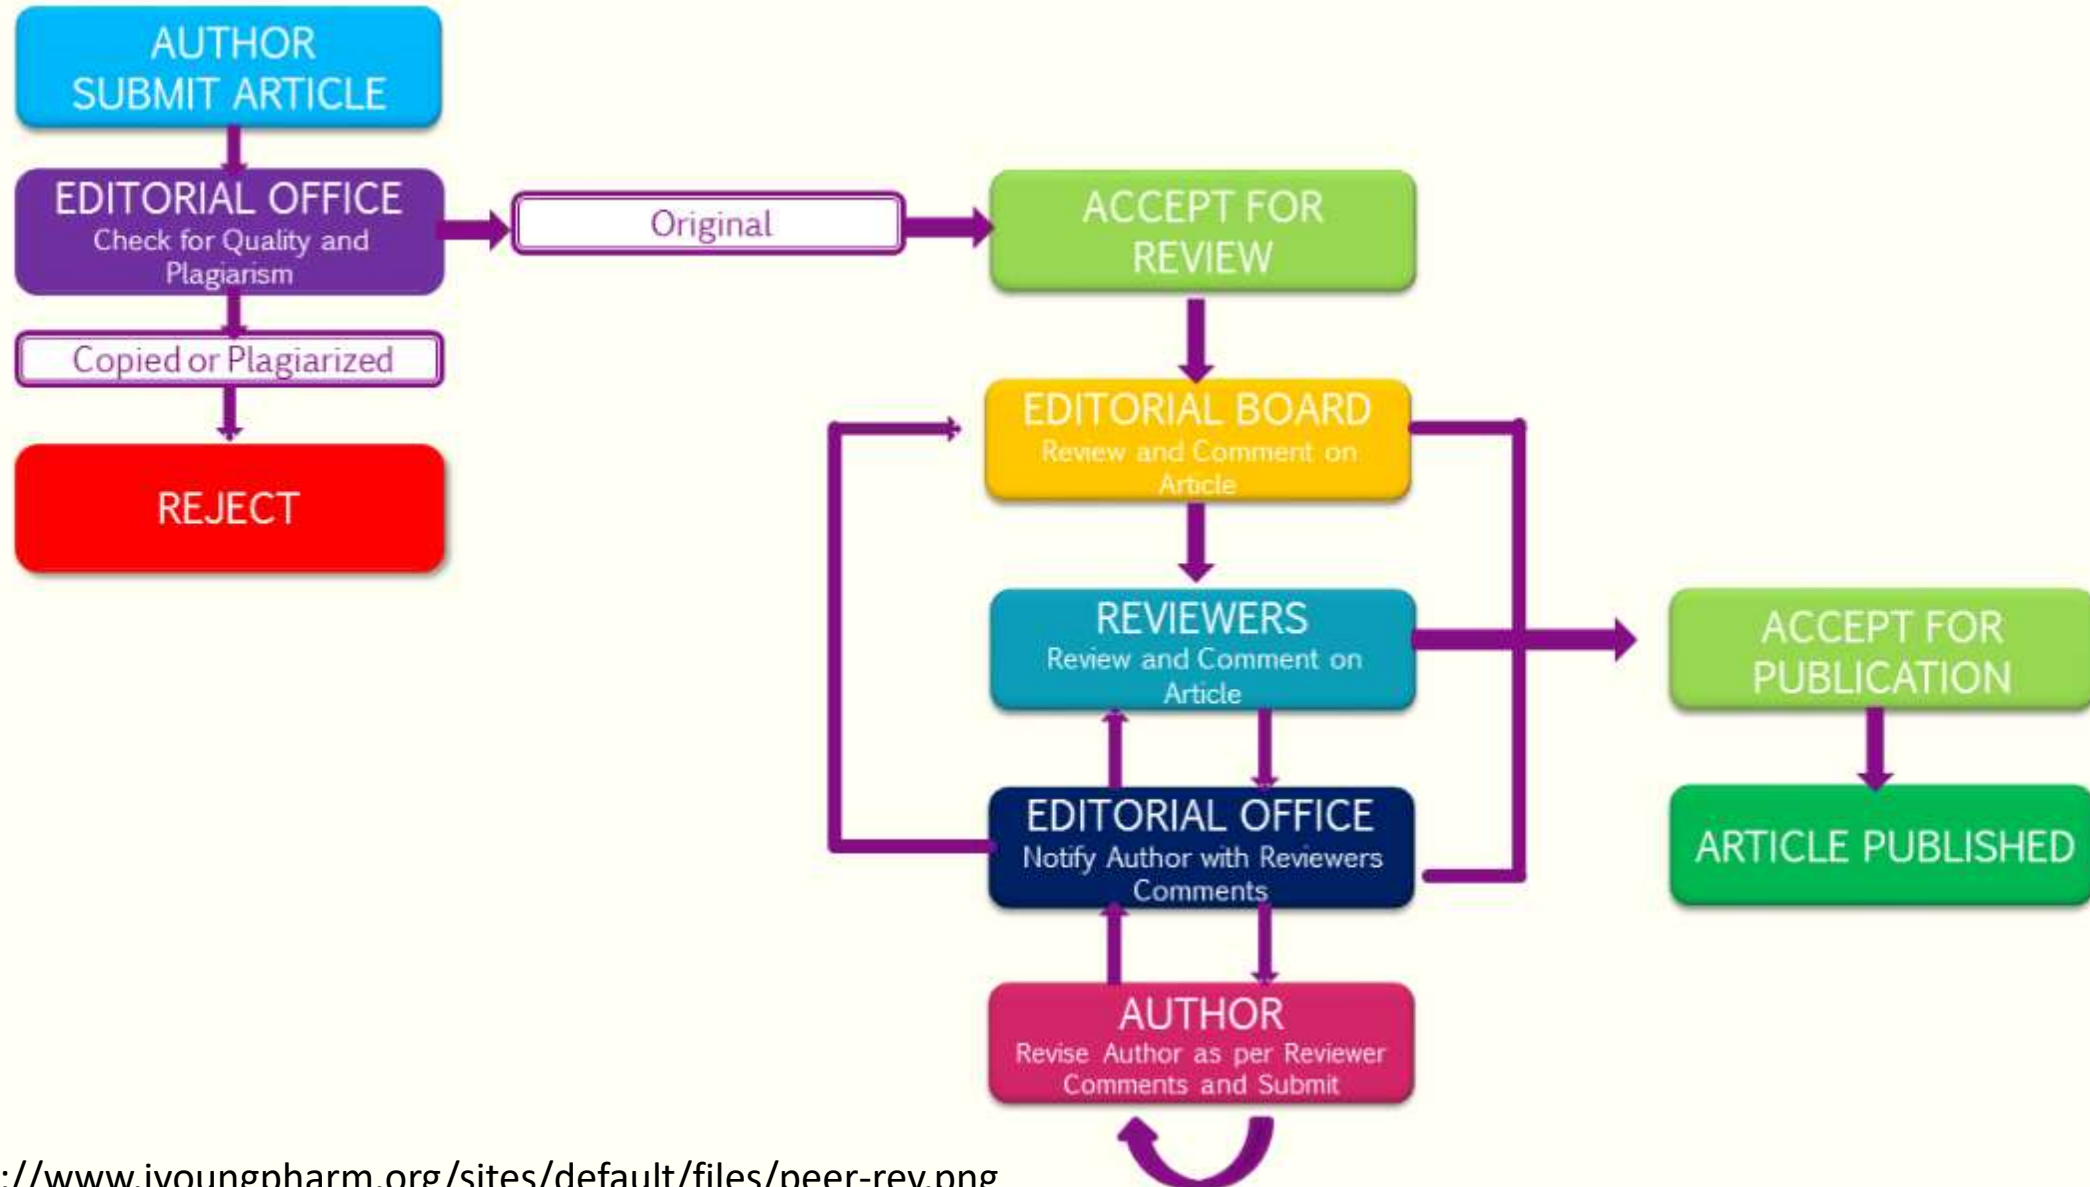 AUTHOR
SUBMIT ARTICLE
EDITORIAL OFFICE
Check for Quality and
Plagiarism
Original
ACCEPT FOR
REVIEW
Copied or Plagiarized
REJECT
EDITORIAL BOARD
Review and Comment on
Article
REVIEWERS
Review and Comment on
Article
ACCEPT FOR
PUBLICATION
EDITORIAL OFFICE
Notify Author with Reviewers
Comments
ARTICLE PUBLISHED
AUTHOR
Revise Author as per Reviewer
Comments and Submit
://www.jyoungpharm.org/sites/default/files/peer-rev.png